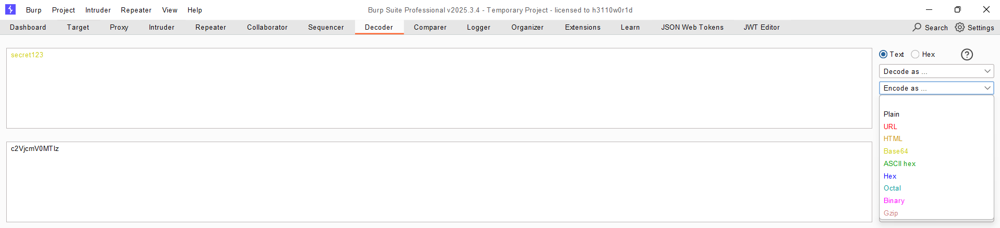 Burp Project Intruder Repeater View Help Burp Suite Professional v2025.3.4 - Temporary Project - licensed to h3110w0r1d
Dashboard Target Proxy Intruder Repeater Collaborator Sequencer Decoder Comparer Logger Organizer Extensions Learn JSON Web Tokens JWT Editor Search Settings
secret123
Text Hex ?
Decode as ...
Encode as ...
Plain
URL
HTML
Base64
ASCII hex
Hex
Octal
Binary
Gzip
c2VjcmV0MTIz